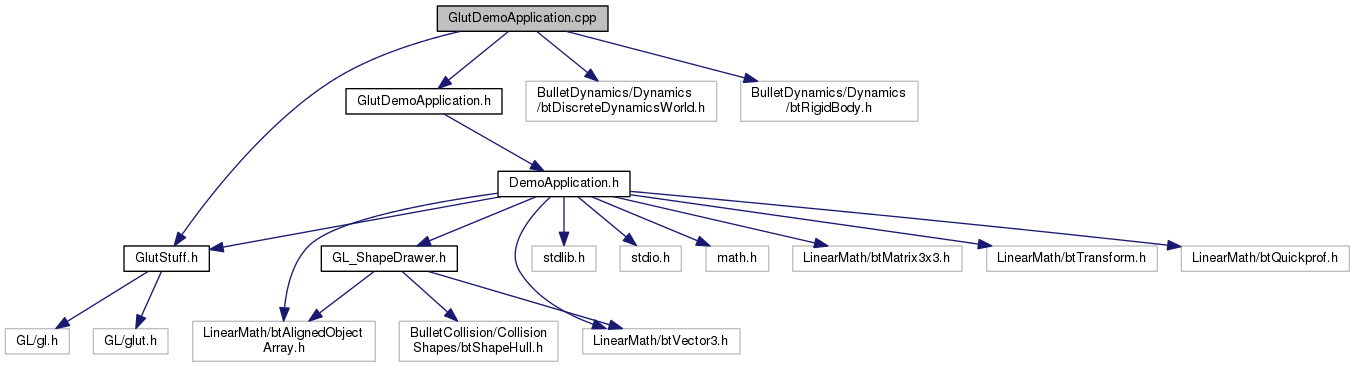 GlutDemoApplication.cpp
GlutDemoApplication.h
BulletDynamics/Dynamics
/btDiscreteDynamicsWorld.h
BulletDynamics/Dynamics
/btRigidBody.h
DemoApplication.h
GlutStuff.h
GL_ShapeDrawer.h
stdlib.h
stdio.h
math.h
LinearMath/btMatrix3x3.h
LinearMath/btTransform.h
LinearMath/btQuickprof.h
GL/gl.h
GL/glut.h
LinearMath/btAlignedObject
Array.h
BulletCollision/Collision
Shapes/btShapeHull.h
LinearMath/btVector3.h